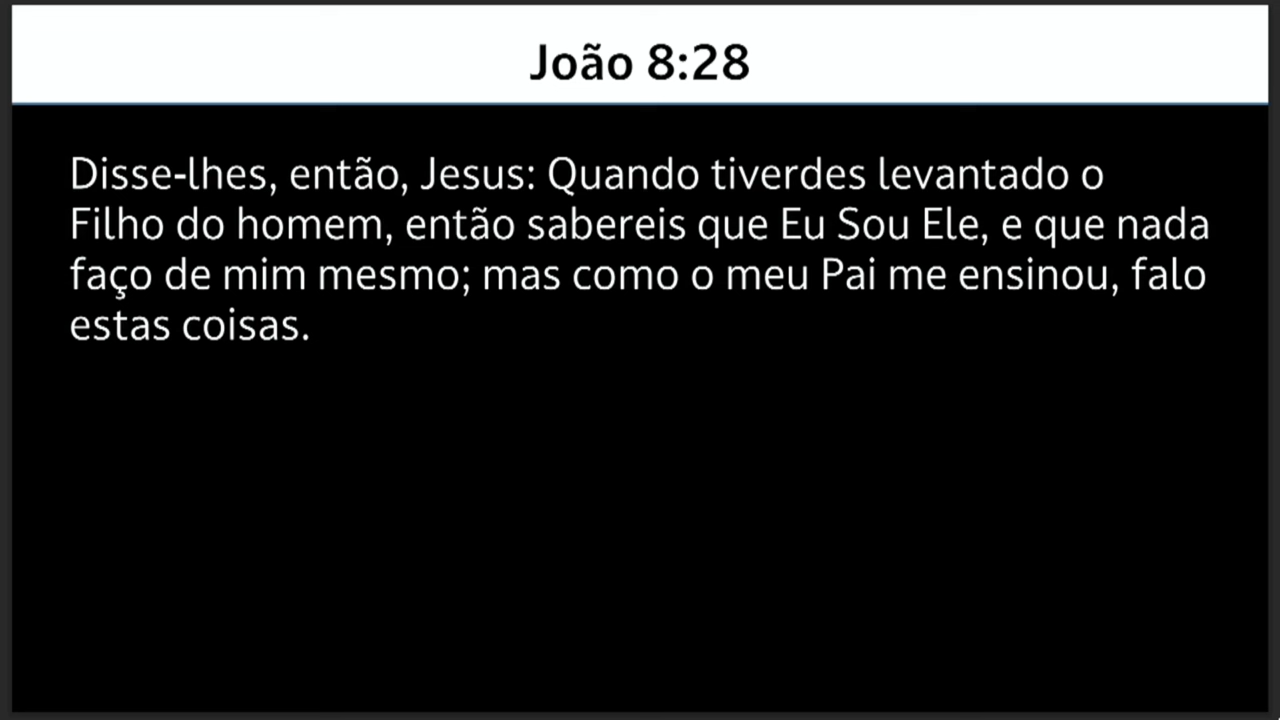 João 8:28
Disse-lhes, então, Jesus: Quando tiverdes levantado o
Filho do homem, então sabereis que Eu Sou Ele, e que nada
faço de mim mesmo; mas como o meu Pai me ensinou, falo
estas coisas.